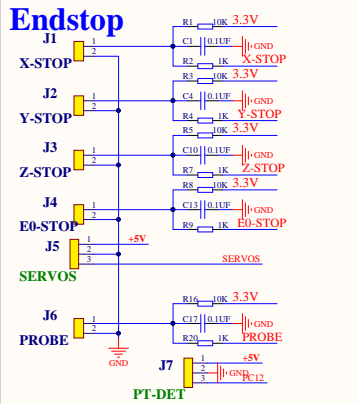 Endstop
R1 10K 3.3V
J1
1 C1 0.1UF GND
2
X-STOP R2 1K X-STOP
R3 10K 3.3V
J2
1 C4 0.1UF GND
2
Y-STOP R4 1K Y-STOP
R5 10K 3.3V
J3
1 C10 0.1UF GND
2
Z-STOP R7 1K Z-STOP
R8 10K 3.3V
J4
1 C13 0.1UF GND
2
E0-STOP R9 1K E0-STOP
J5
1 +5V
2
3 SERVOS
SERVOS
R16 10K 3.3V
J6
1 C17 0.1UF GND
2
PROBE R20 1K PROBE
GND
J7
1 +5V
2 GND
3 PC12
PT-DET